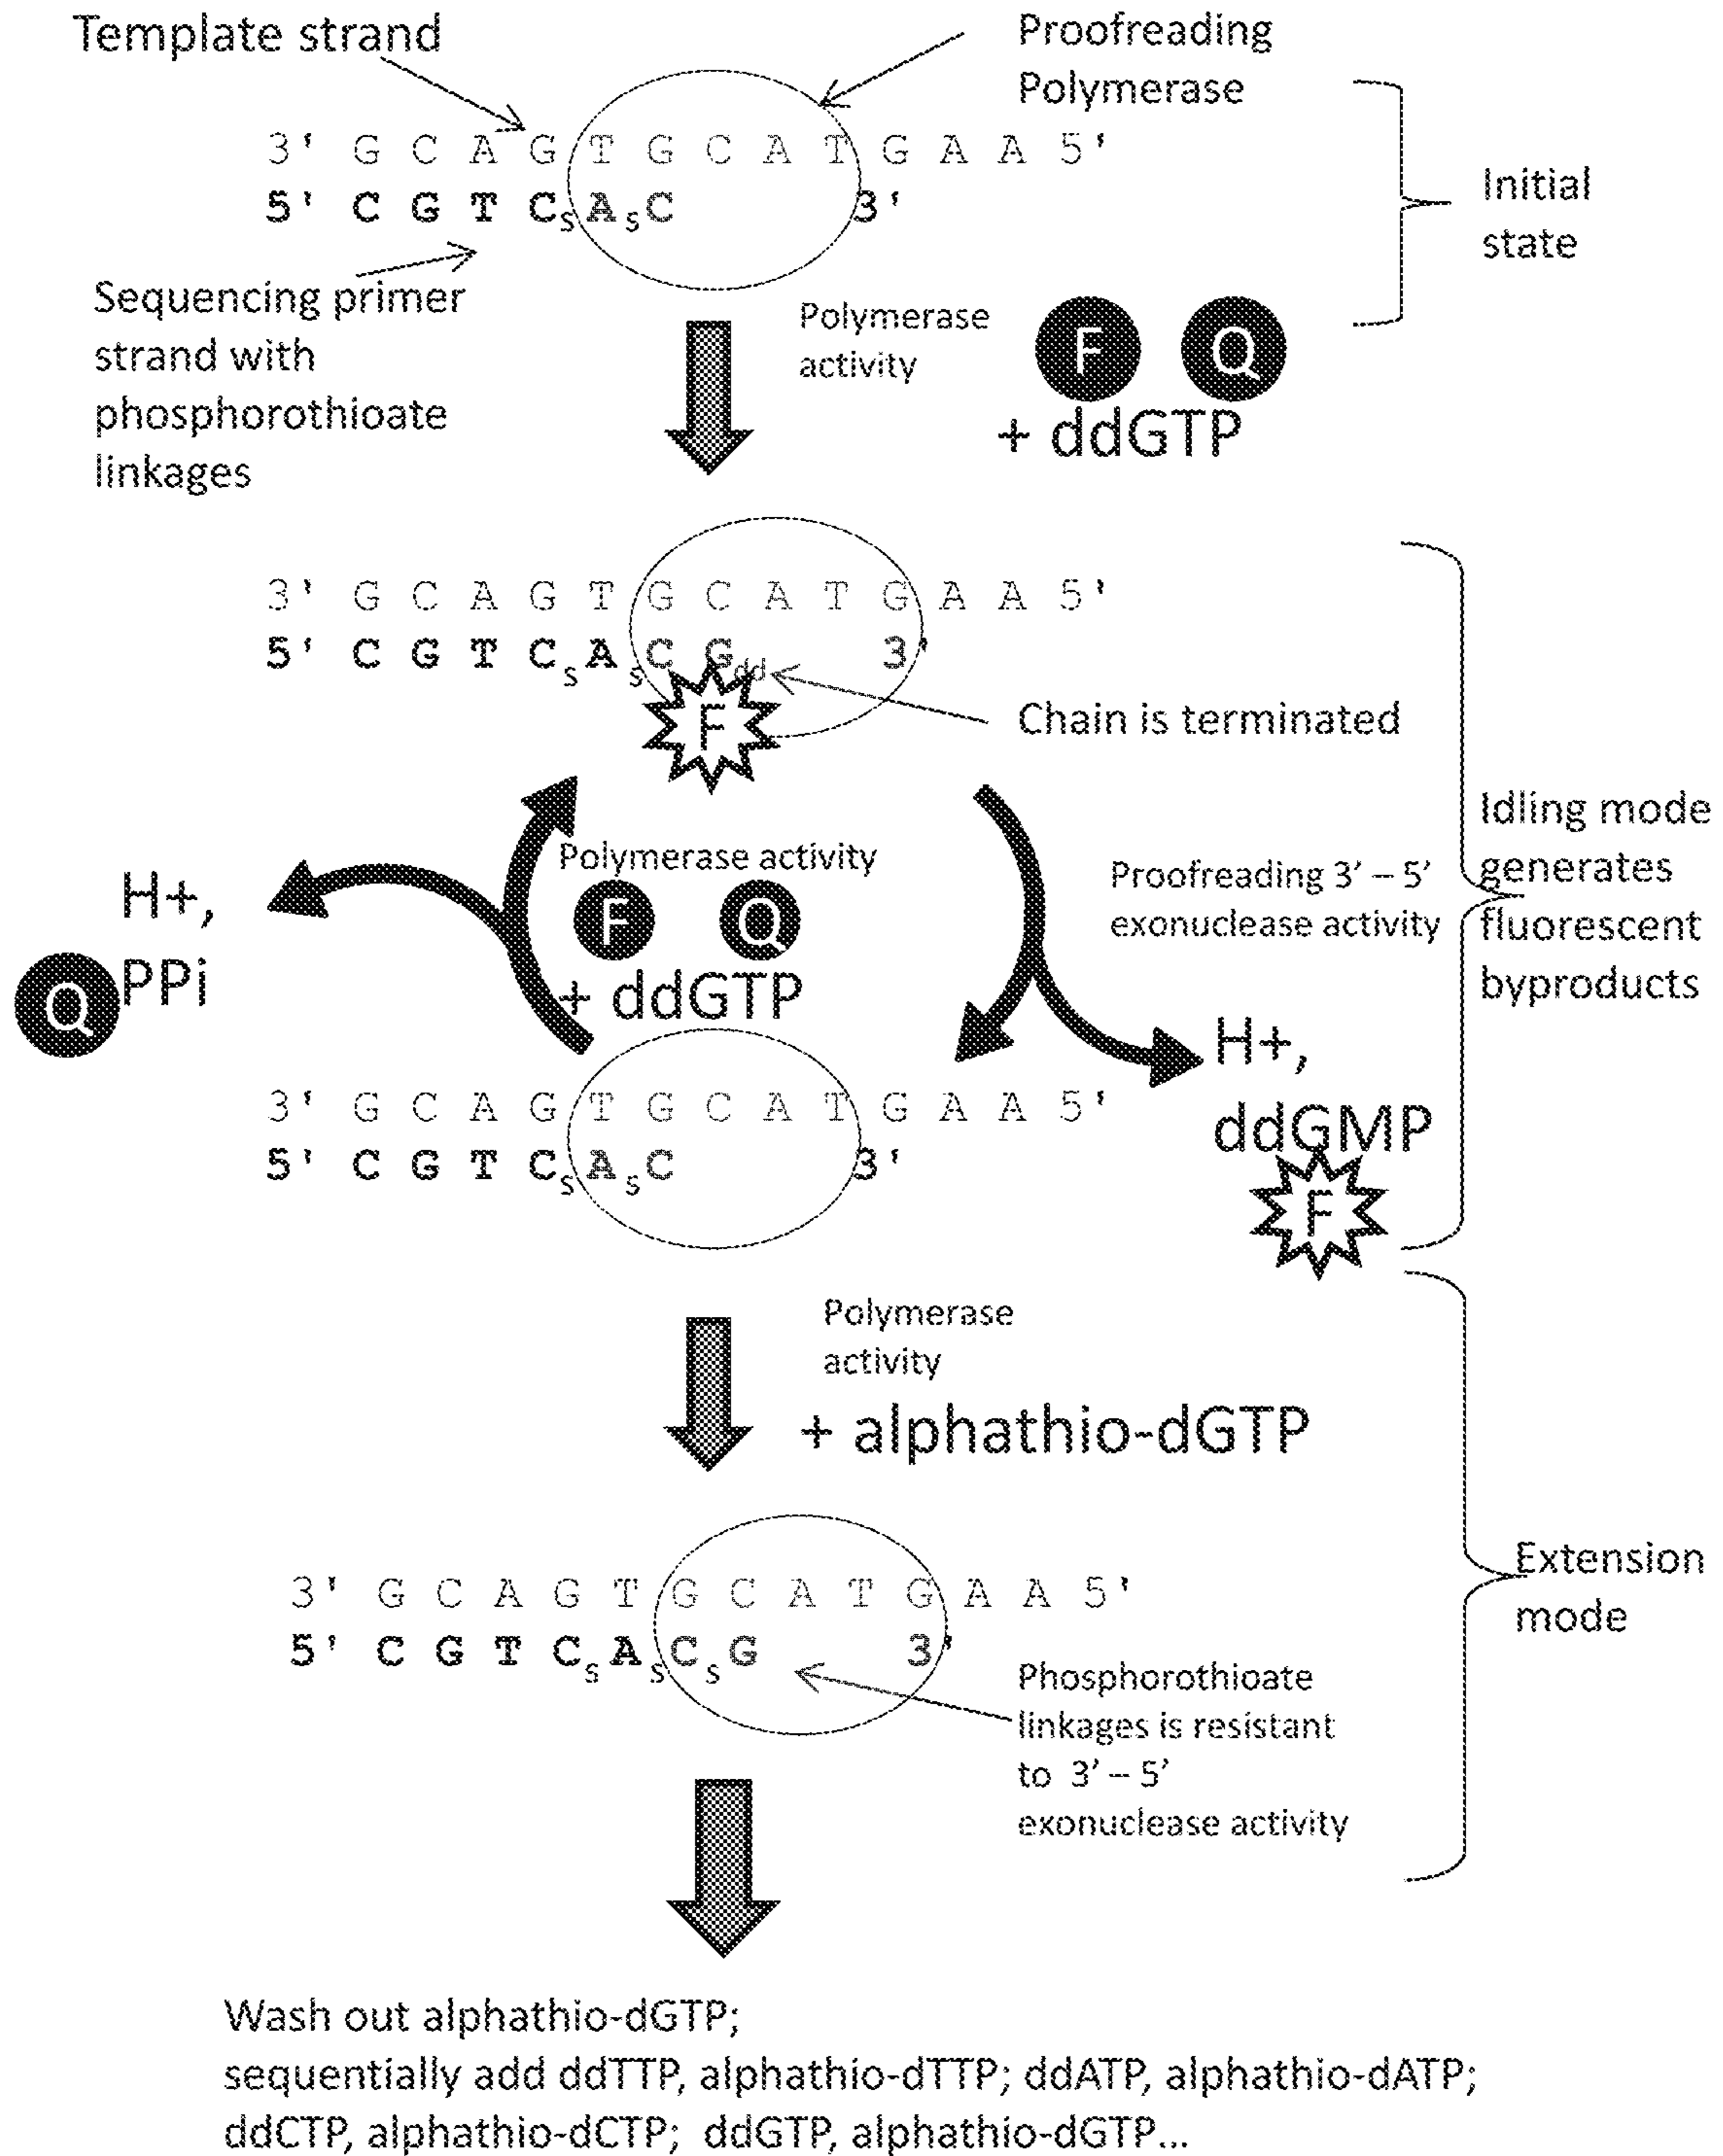 Template strand
Proofreading
Polymerase
3' G C A G T G C A T G A A 5'
5' C G T CsAsC 3'
Initial
state
Sequencing primer
strand with
phosphorothioate
linkages
Polymerase
activity
F Q
+ ddGTP
3' G C A G T G C A T G A A 5'
5' C G T CsAsC Gdd 3'
F
Chain is terminated
Idling mode
generates
fluorescent
byproducts
Polymerase activity
F Q
+ ddGTP
H+,
PPi
Q
Proofreading 3' – 5'
exonuclease activity
H+,
ddGMP
F
3' G C A G T G C A T G A A 5'
5' C G T CsAsC 3'
Polymerase
activity
+ alphathio-dGTP
3' G C A G T G C A T G A A 5'
5' C G T CsAsCsG 3'
Extension
mode
Phosphorothioate
linkages is resistant
to 3' – 5'
exonuclease activity
Wash out alphathio-dGTP;
sequentially add ddTTP, alphathio-dTTP; ddATP, alphathio-dATP;
ddCTP, alphathio-dCTP; ddGTP, alphathio-dGTP...